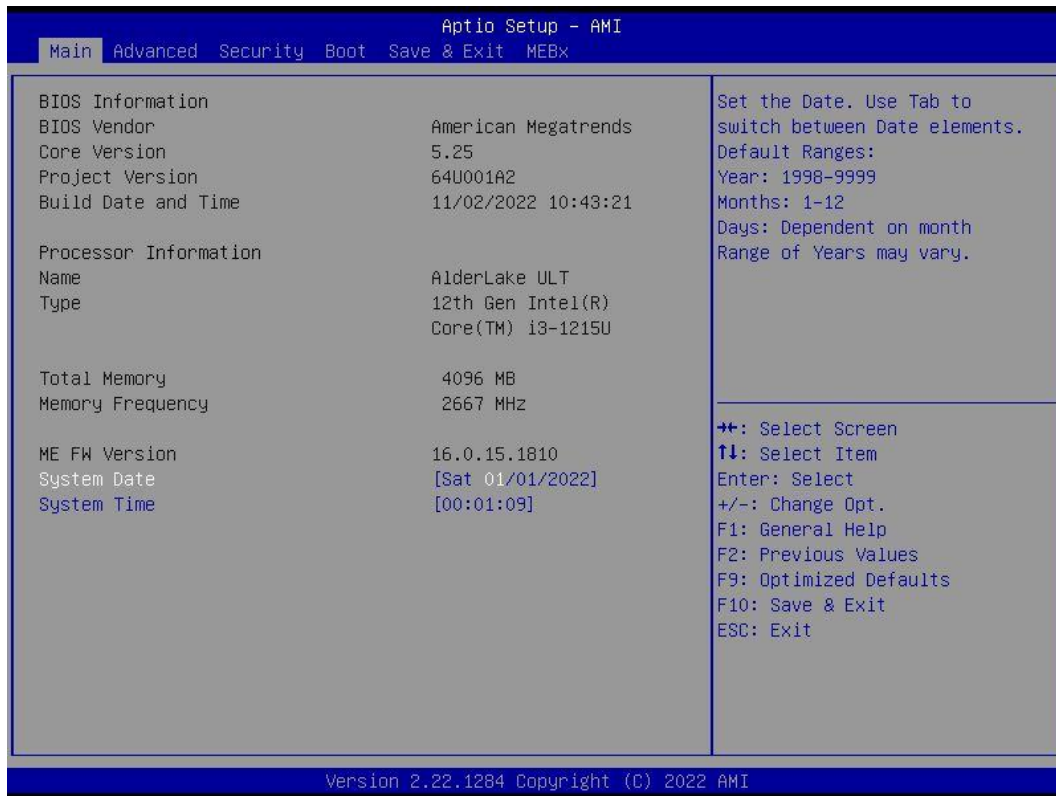 Aptio Setup - AMI
Main Advanced Security Boot Save & Exit MEBx
BIOS Information
BIOS Vendor American Megatrends
Core Version 5.25
Project Version 64U001A2
Build Date and Time 11/02/2022 10:43:21
Processor Information
Name AlderLake ULT
Type 12th Gen Intel(R)
Core(TM) i3-1215U
Total Memory 4096 MB
Memory Frequency 2667 MHz
ME FW Version 16.0.15.1810
System Date [Sat 01/01/2022]
System Time [00:01:09]
Set the Date. Use Tab to
switch between Date elements.
Default Ranges:
Year: 1998-9999
Months: 1-12
Days: Dependent on month
Range of Years may vary.
→←: Select Screen
↑↓: Select Item
Enter: Select
+/-: Change Opt.
F1: General Help
F2: Previous Values
F9: Optimized Defaults
F10: Save & Exit
ESC: Exit
Version 2.22.1284 Copyright (C) 2022 AMI